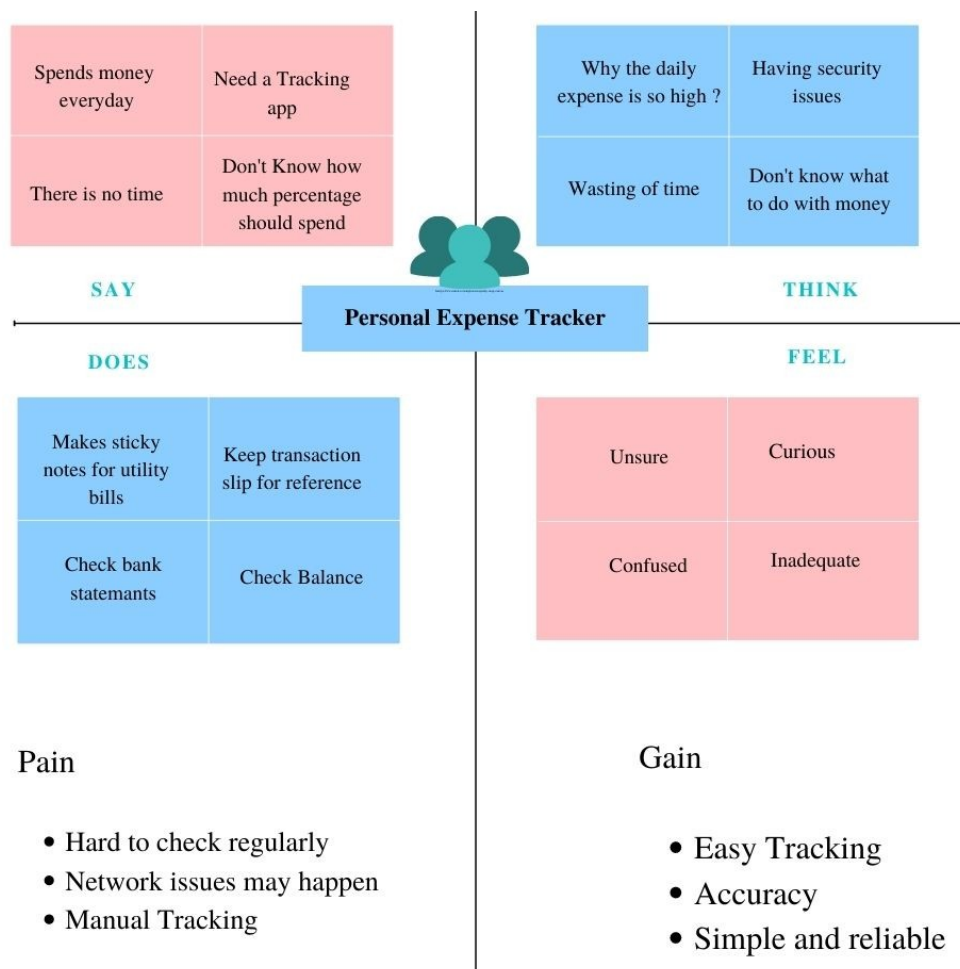 Spends money
everyday
Need a Tracking
app
There is no time
Don't Know how
much percentage
should spend
Why the daily
expense is so high ?
Having security
issues
Wasting of time
Don't know what
to do with money
SAY
THINK
Personal Expense Tracker
DOES
FEEL
Makes sticky
notes for utility
bills
Keep transaction
slip for reference
Check bank
statemants
Check Balance
Unsure
Curious
Confused
Inadequate
Pain
• Hard to check regularly
• Network issues may happen
• Manual Tracking
Gain
• Easy Tracking
• Accuracy
• Simple and reliable